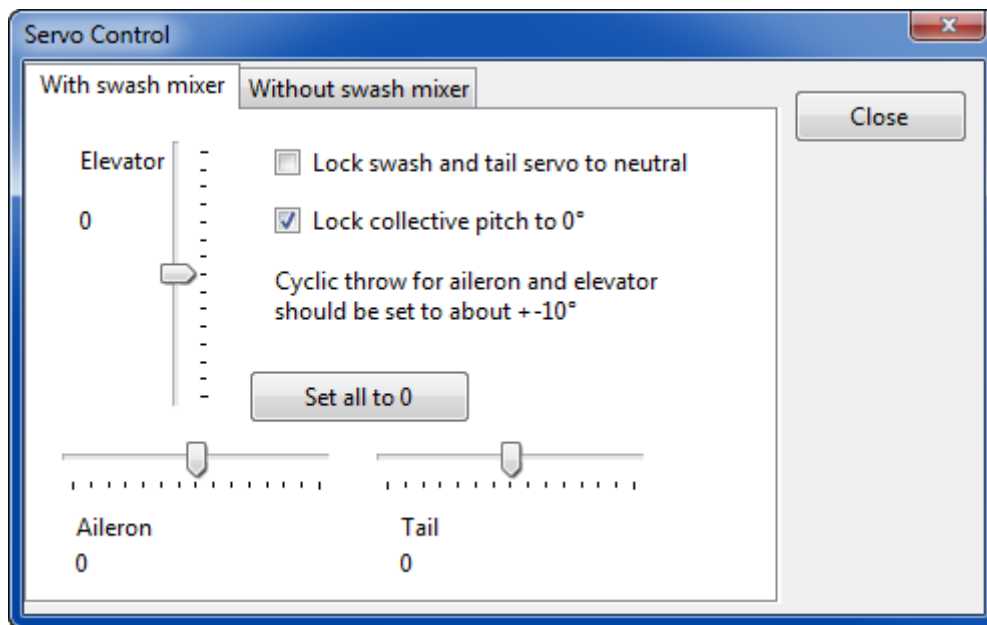 Servo Control
With swash mixer
Without swash mixer
Close
Elevator
0
Lock swash and tail servo to neutral
Lock collective pitch to 0°
Cyclic throw for aileron and elevator
should be set to about +-10°
Set all to 0
Aileron
0
Tail
0